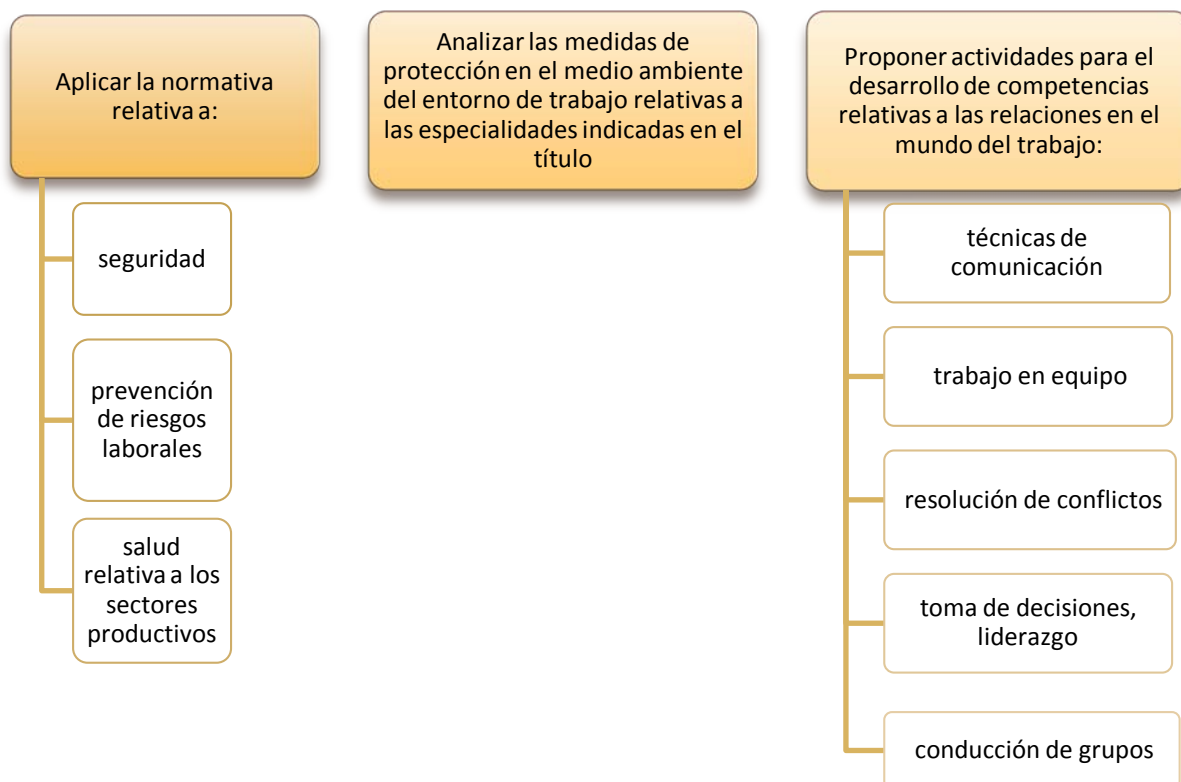 Aplicar la normativa
relativa a:
seguridad
prevención
de riesgos
laborales
salud
relativa a los
sectores
productivos
Analizar las medidas de
protección en el medio ambiente
del entorno de trabajo relativas a
las especialidades indicadas en el
título
Proponer actividades para el
desarrollo de competencias
relativas a las relaciones en el
mundo del trabajo:
técnicas de
comunicación
trabajo en equipo
resolución de conflictos
toma de decisiones,
liderazgo
conducción de grupos